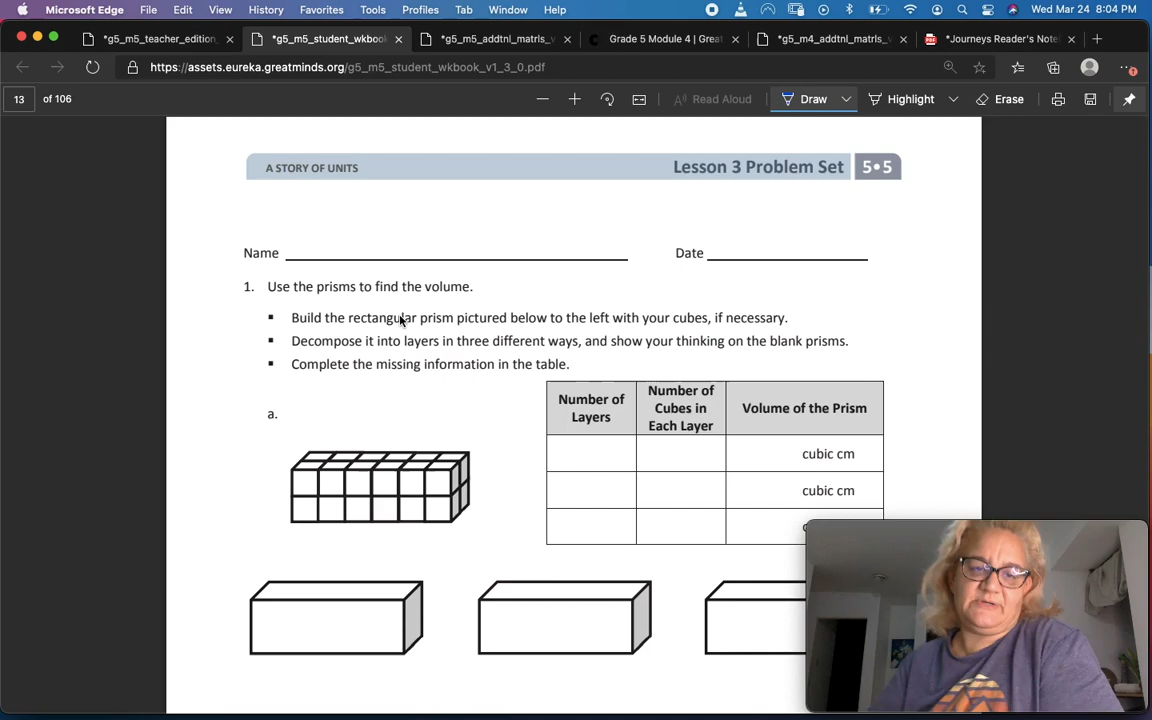 Microsoft Edge File Edit View History Favorites Tools Profiles Tab Window Help Wed Mar 24 8:04 PM
*g5_m5_teacher_edition_ *g5_m5_student_wkboo *g5_m5_addtnl_matrls_v Grade 5 Module 4 | Great *g5_m4_addtnl_matrls_v *Journeys Reader's Note
https://assets.eureka.greatminds.org/g5_m5_student_wkbook_v1_3_0.pdf
13 of 106 Read Aloud Draw Highlight Erase
A STORY OF UNITS Lesson 3 Problem Set 5•5
Name Date
1. Use the prisms to find the volume.
▪ Build the rectangular prism pictured below to the left with your cubes, if necessary.
▪ Decompose it into layers in three different ways, and show your thinking on the blank prisms.
▪ Complete the missing information in the table.
a.
Number of Layers
Number of Cubes in Each Layer
Volume of the Prism
cubic cm
cubic cm